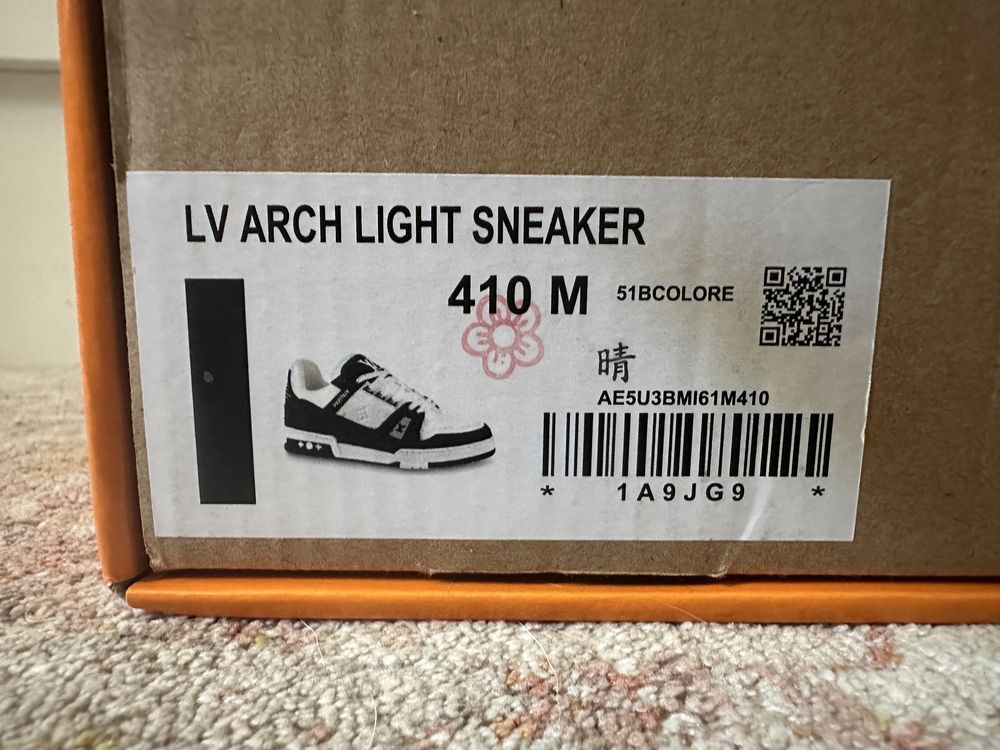 LV ARCH LIGHT SNEAKER
410 M 51BCOLORE
晴
AE5U3BMI61M410
* 1A9JG9 *